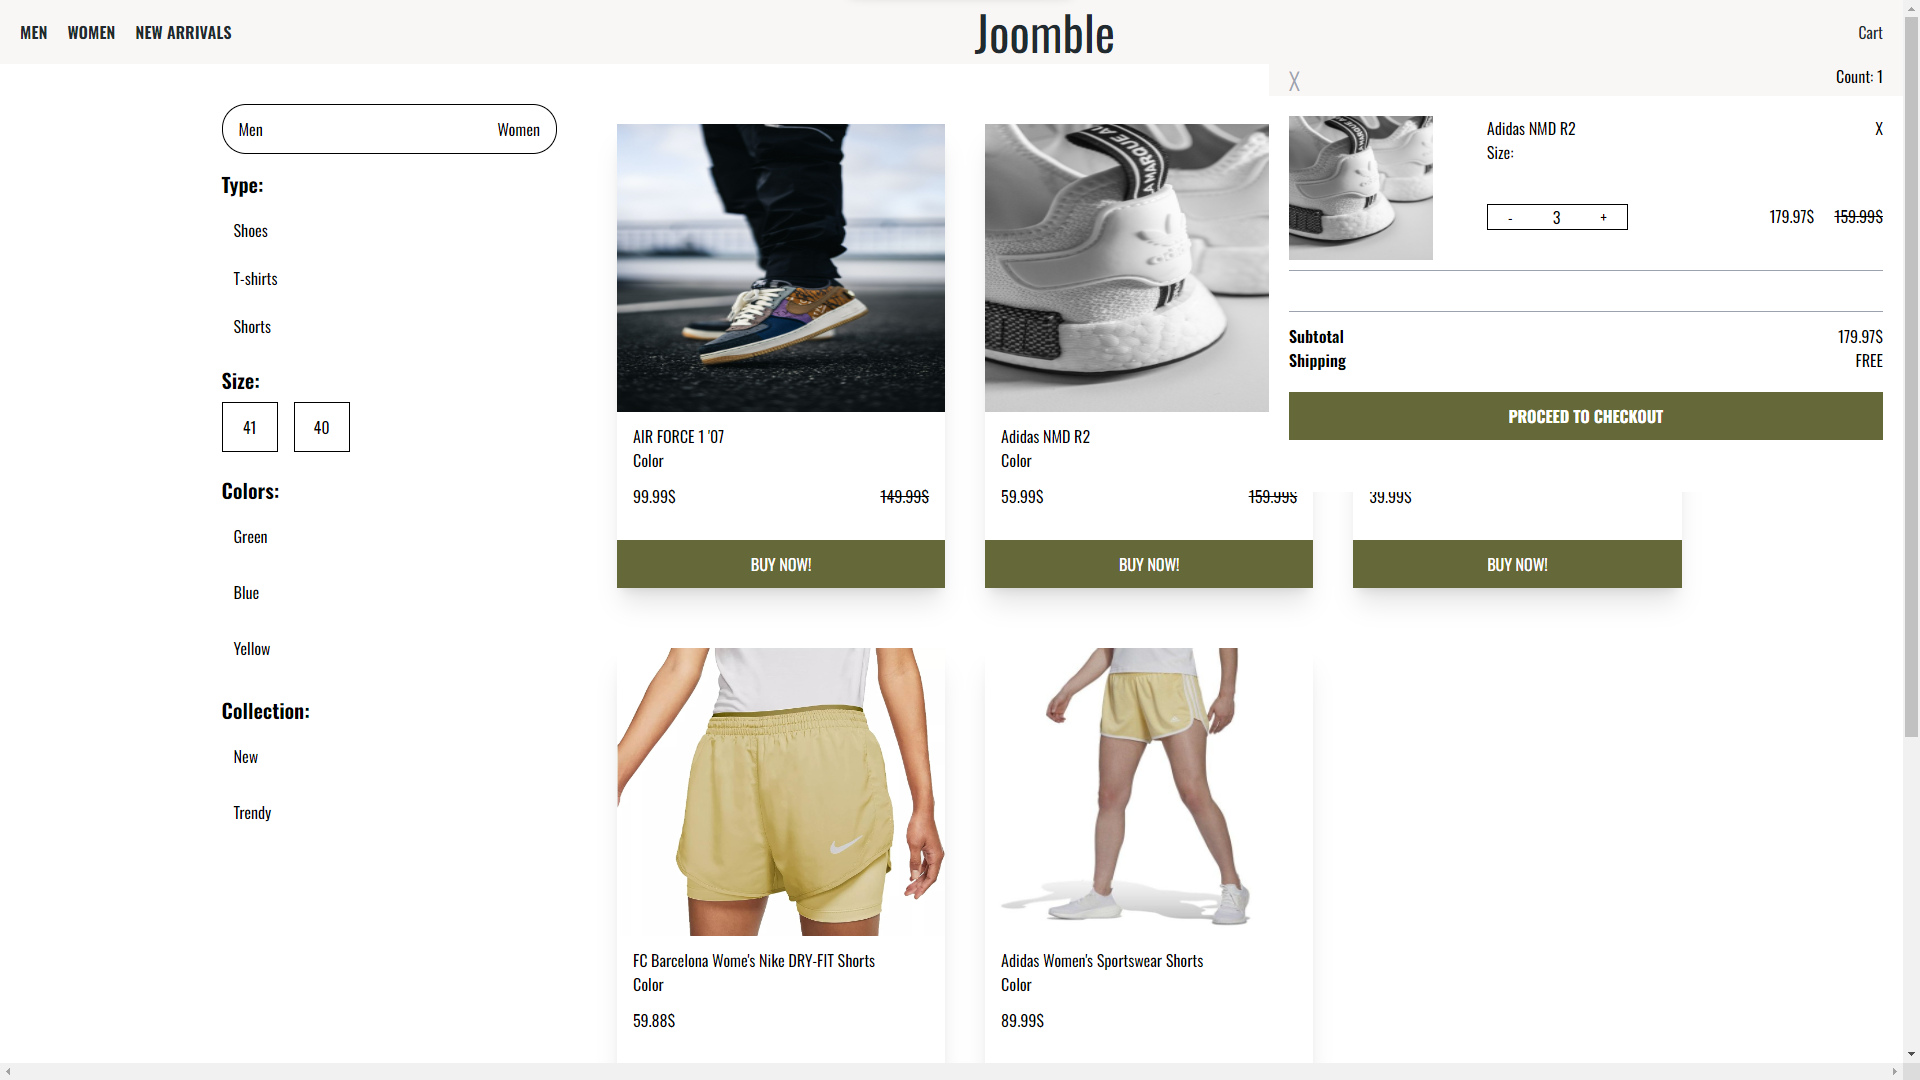 MEN WOMEN NEW ARRIVALS
Joomble
Cart
X
Count: 1
Adidas NMD R2
X
Size:
- 3 +
179.97$ 159.99$
Subtotal 179.97$
Shipping FREE
PROCEED TO CHECKOUT
Men Women
Type:
Shoes
T-shirts
Shorts
Size:
41 40
Colors:
Green
Blue
Yellow
Collection:
New
Trendy
LA MARQUE AU
AIR FORCE 1 '07
Color
99.99$ 149.99$
BUY NOW!
Adidas NMD R2
Color
59.99$ 159.99$
BUY NOW!
39.99$
BUY NOW!
FC Barcelona Wome's Nike DRY-FIT Shorts
Color
59.88$
Adidas Women's Sportswear Shorts
Color
89.99$